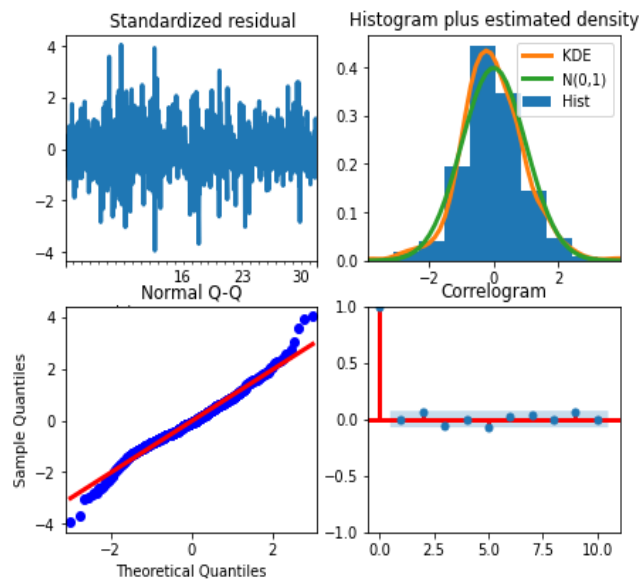 Standardized residual
4
2
0
−2
−4
16 23 30
Histogram plus estimated density
KDE
N(0,1)
Hist
0.4
0.3
0.2
0.1
0.0
−2 0 2
Normal Q-Q
Sample Quantiles
4
2
0
−2
−4
−2 0 2
Theoretical Quantiles
Correlogram
1.0
0.5
0.0
−0.5
−1.0
0.0 2.5 5.0 7.5 10.0